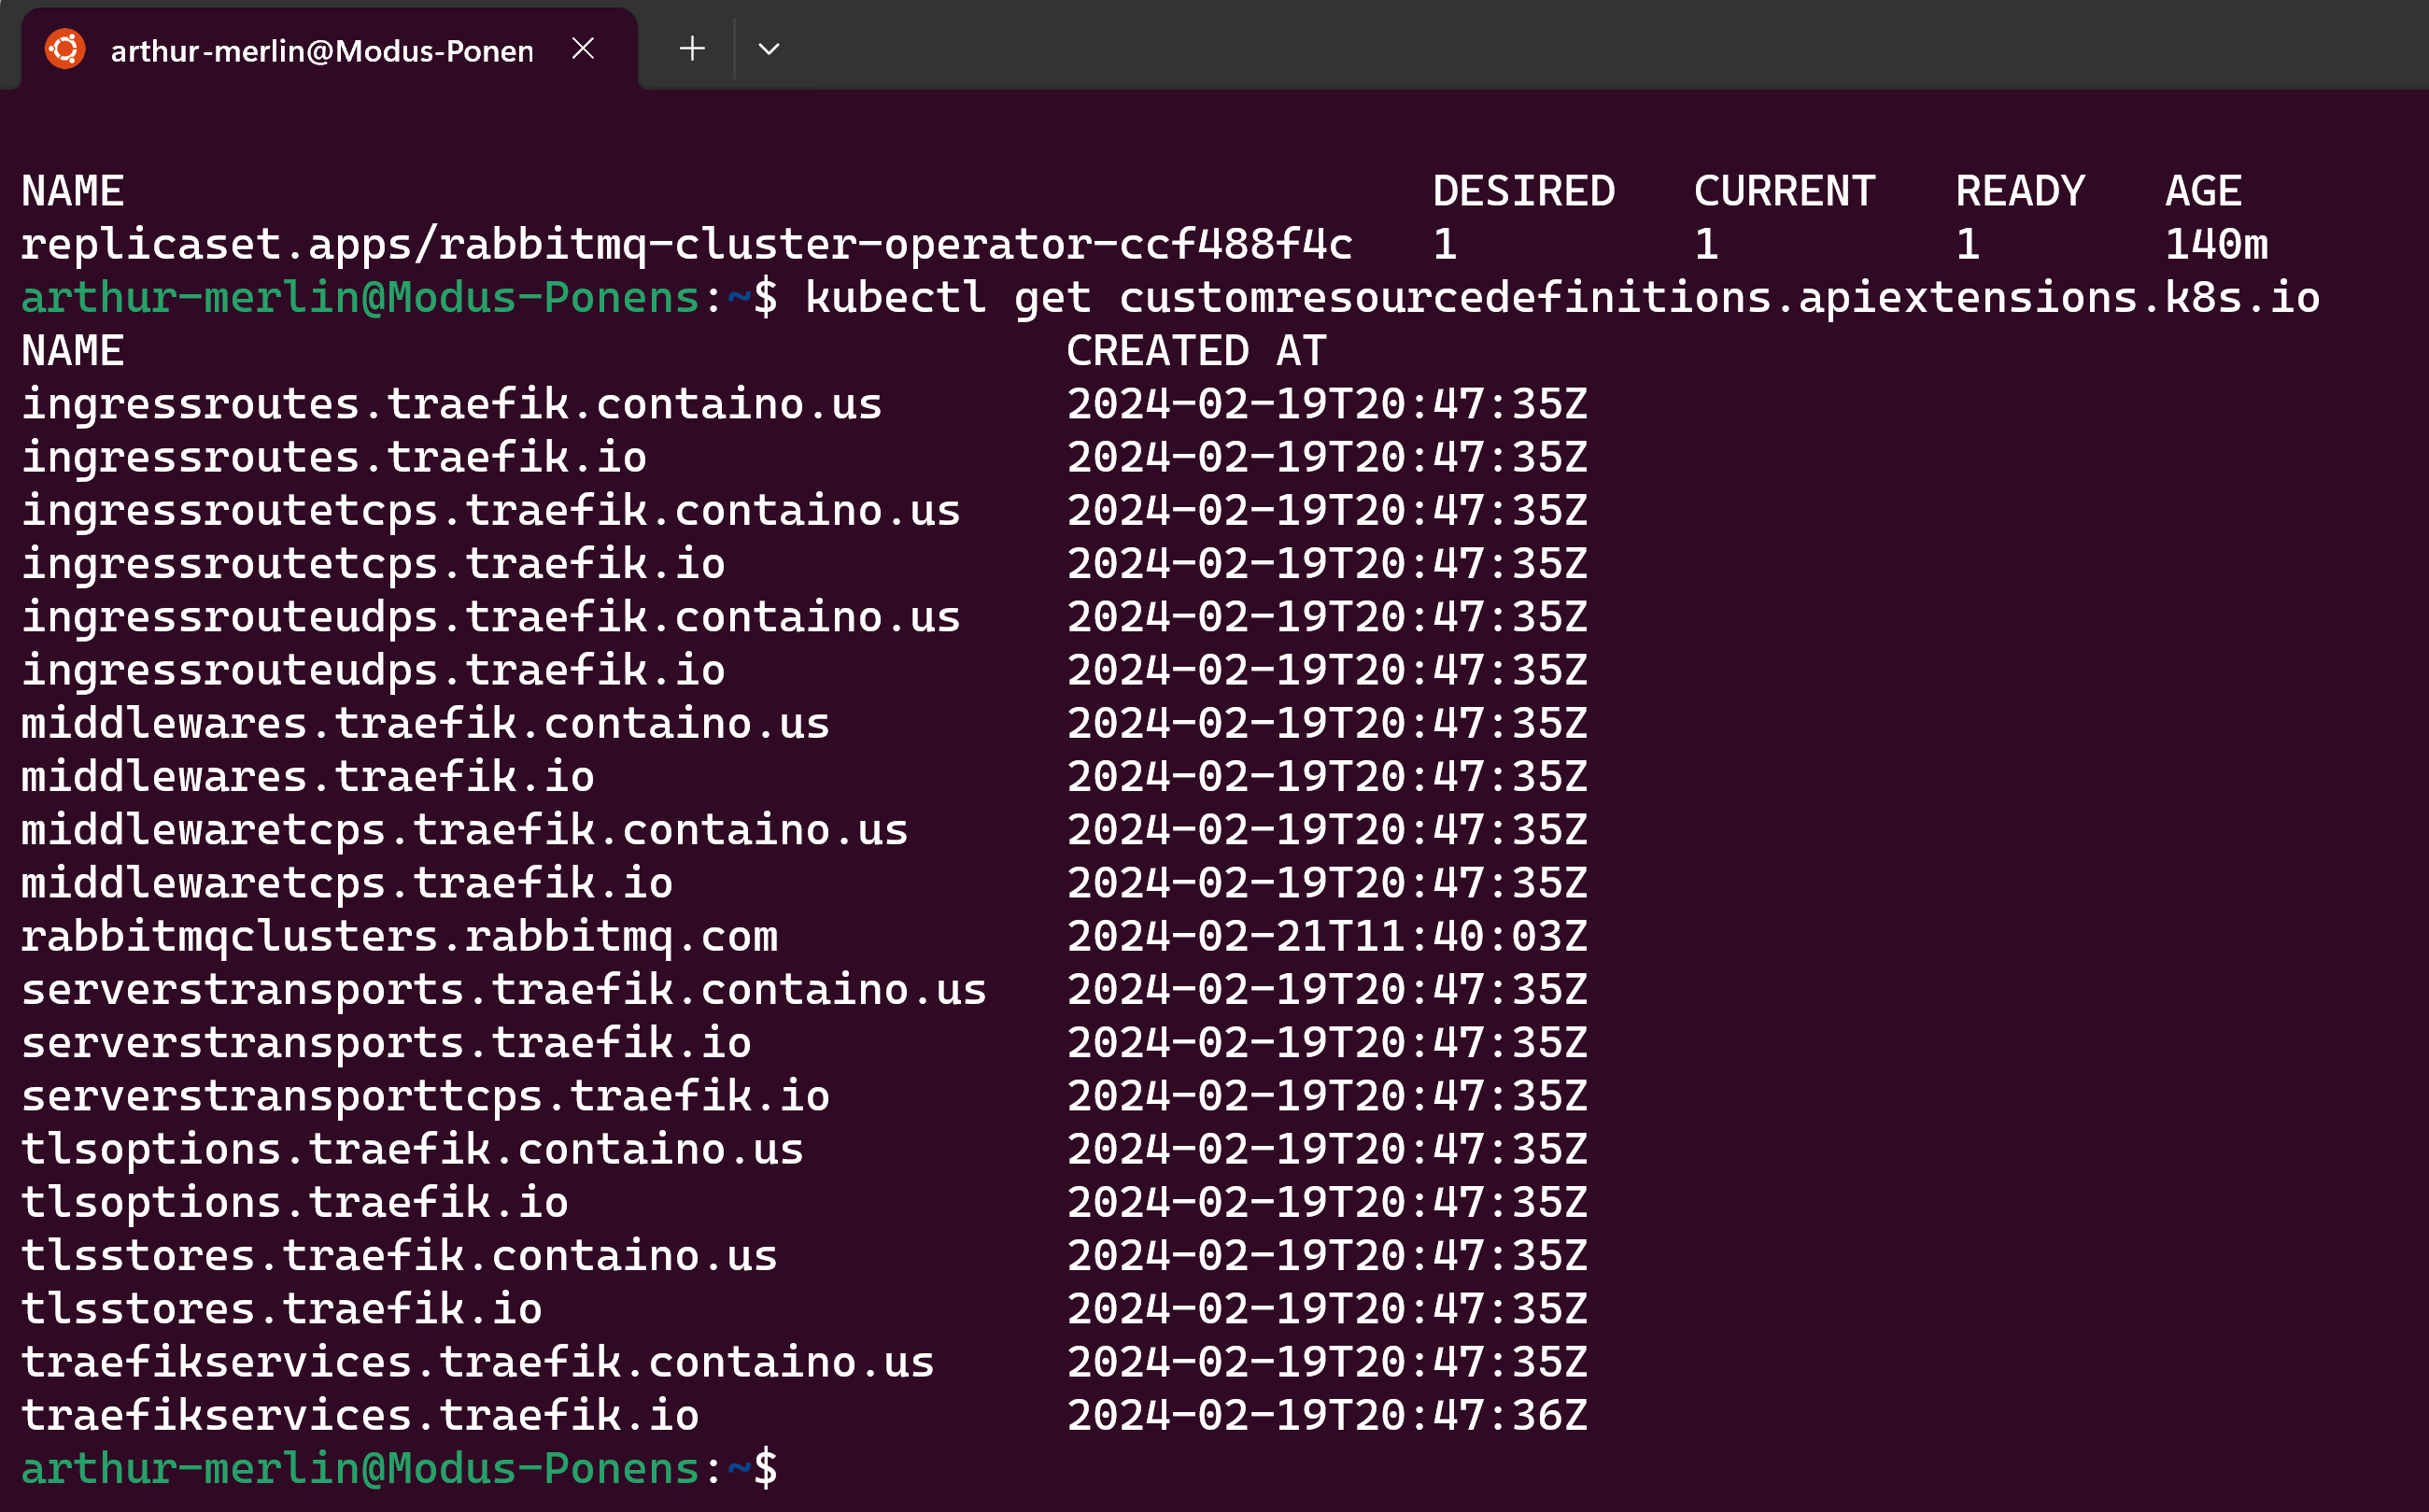 arthur-merlin@Modus-Ponen
NAME DESIRED CURRENT READY AGE
replicaset.apps/rabbitmq-cluster-operator-ccf488f4c 1 1 1 140m
arthur-merlin@Modus-Ponens:~$ kubectl get customresourcedefinitions.apiextensions.k8s.io
NAME CREATED AT
ingressroutes.traefik.containo.us 2024-02-19T20:47:35Z
ingressroutes.traefik.io 2024-02-19T20:47:35Z
ingressroutetcps.traefik.containo.us 2024-02-19T20:47:35Z
ingressroutetcps.traefik.io 2024-02-19T20:47:35Z
ingressrouteudps.traefik.containo.us 2024-02-19T20:47:35Z
ingressrouteudps.traefik.io 2024-02-19T20:47:35Z
middlewares.traefik.containo.us 2024-02-19T20:47:35Z
middlewares.traefik.io 2024-02-19T20:47:35Z
middlewaretcps.traefik.containo.us 2024-02-19T20:47:35Z
middlewaretcps.traefik.io 2024-02-19T20:47:35Z
rabbitmqclusters.rabbitmq.com 2024-02-21T11:40:03Z
serverstransports.traefik.containo.us 2024-02-19T20:47:35Z
serverstransports.traefik.io 2024-02-19T20:47:35Z
serverstransporttcps.traefik.io 2024-02-19T20:47:35Z
tlsoptions.traefik.containo.us 2024-02-19T20:47:35Z
tlsoptions.traefik.io 2024-02-19T20:47:35Z
tlsstores.traefik.containo.us 2024-02-19T20:47:35Z
tlsstores.traefik.io 2024-02-19T20:47:35Z
traefikservices.traefik.containo.us 2024-02-19T20:47:35Z
traefikservices.traefik.io 2024-02-19T20:47:36Z
arthur-merlin@Modus-Ponens:~$